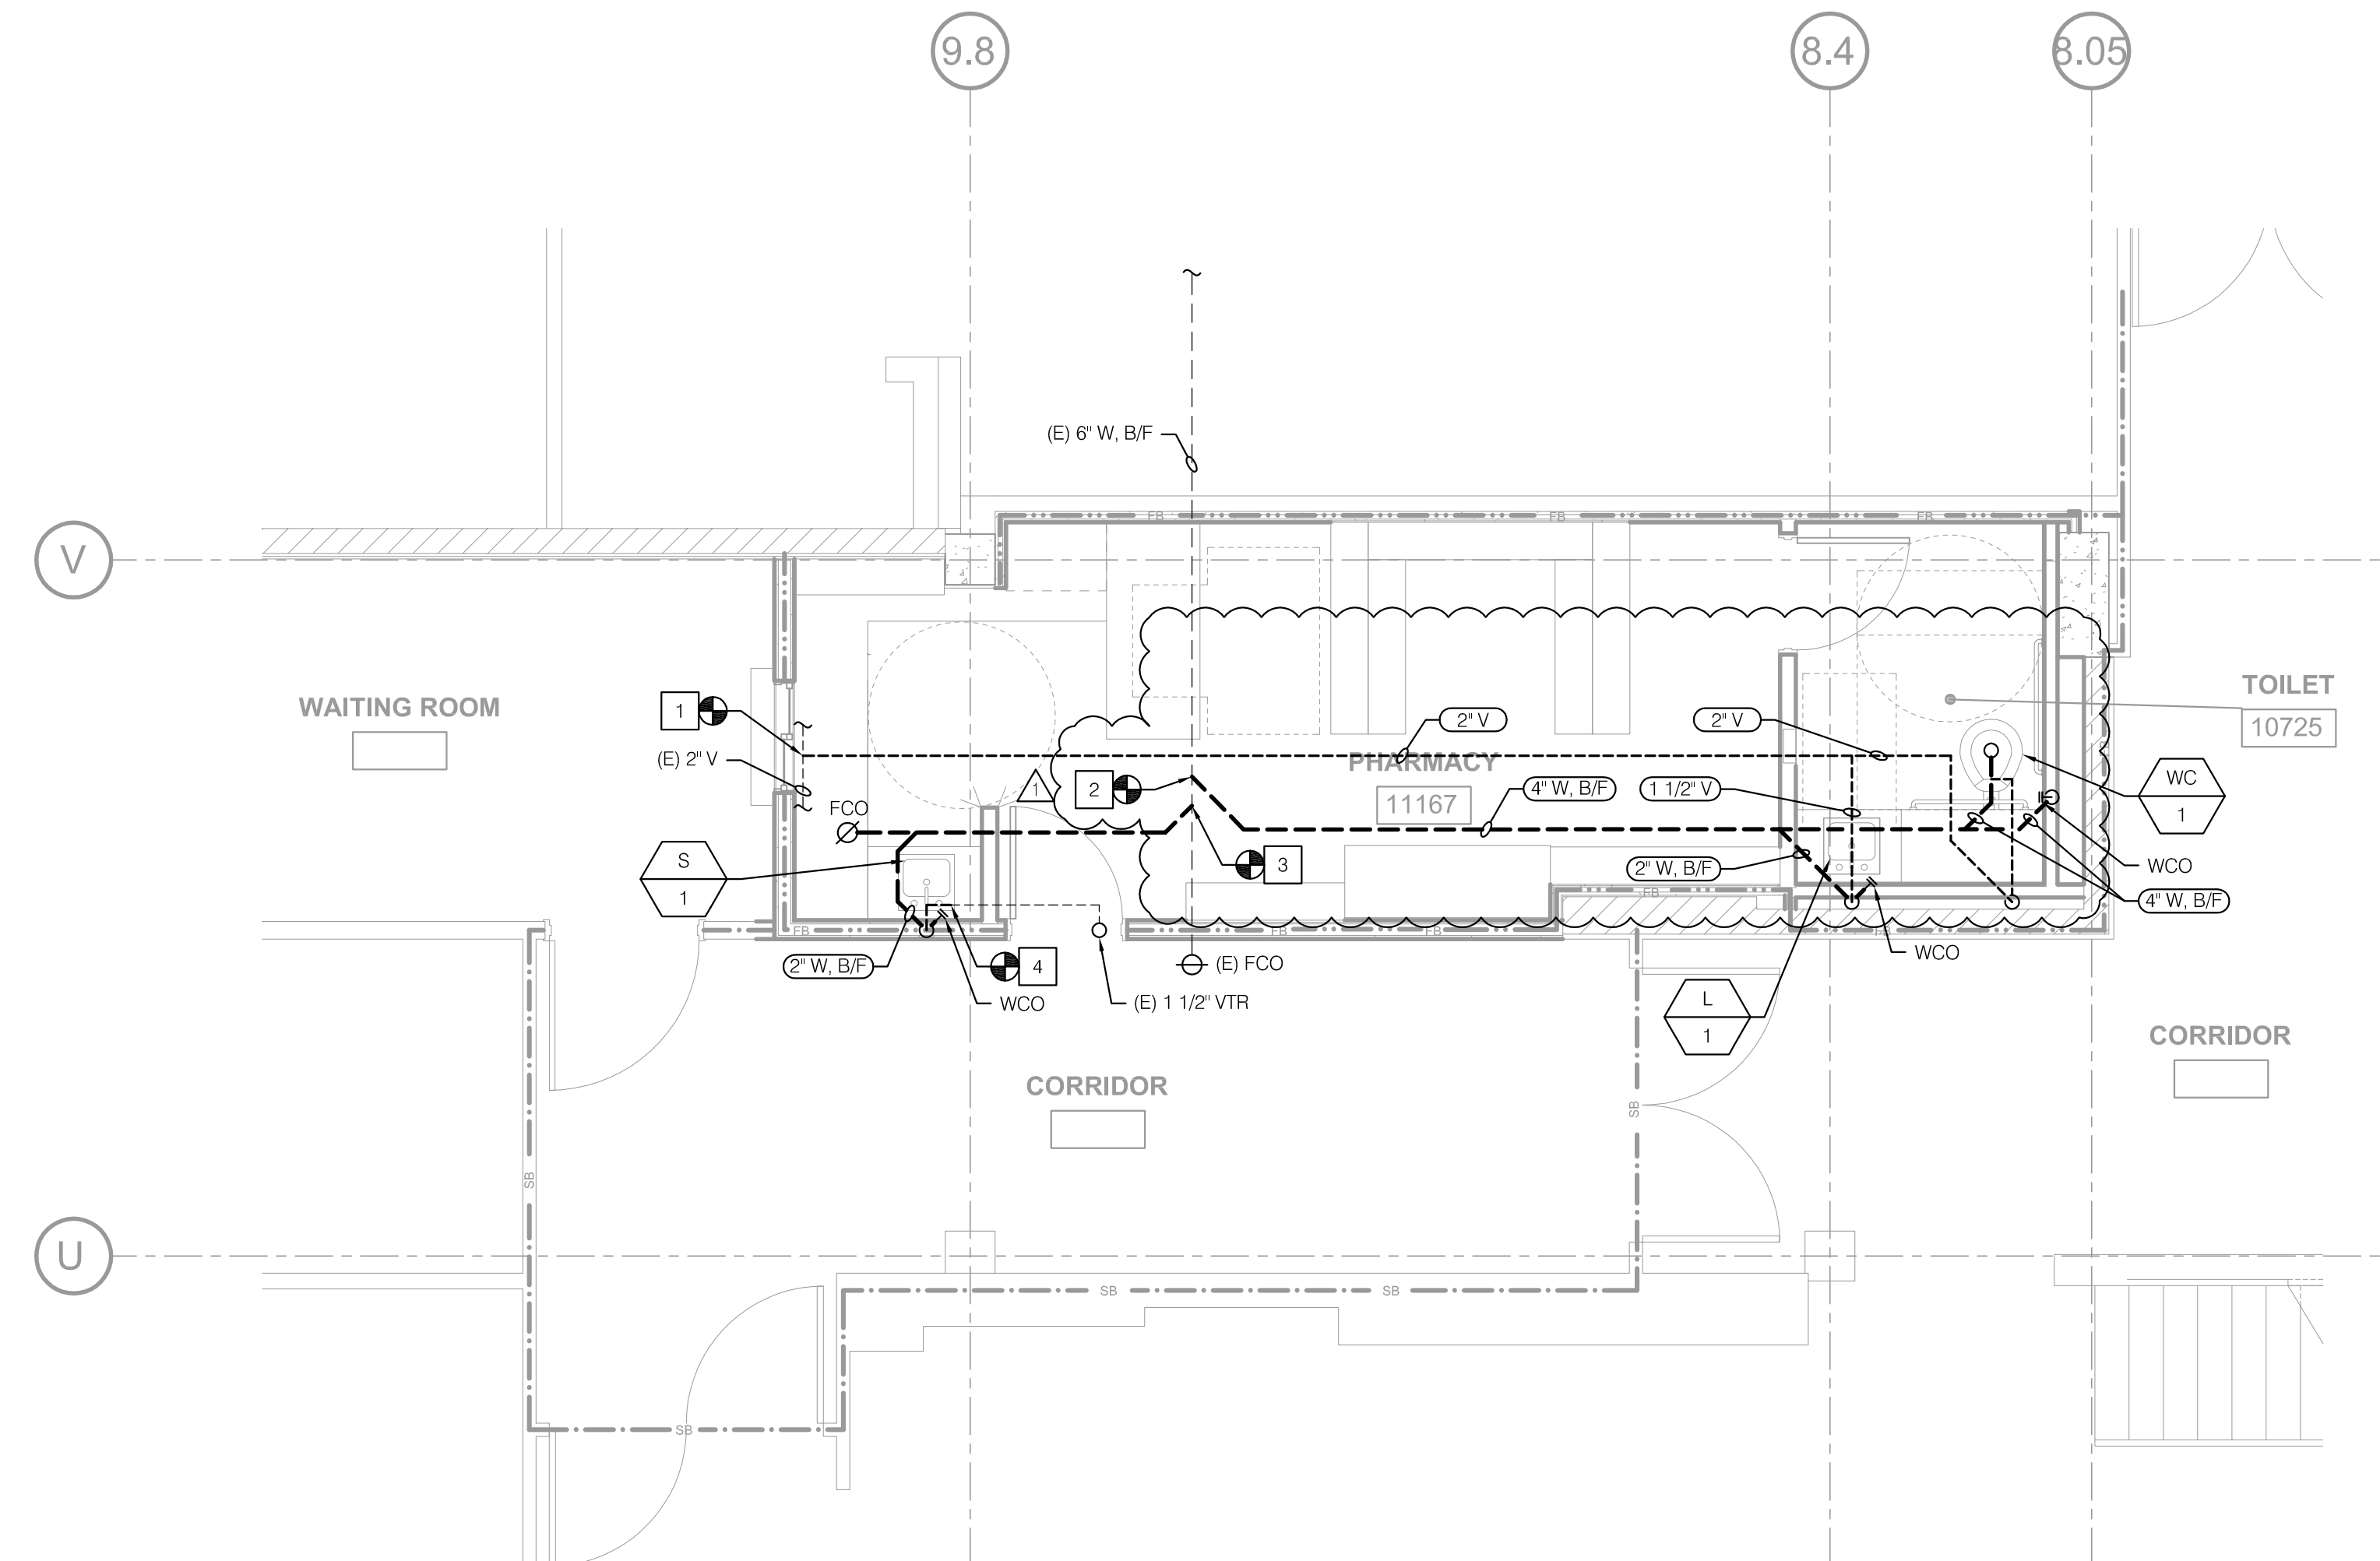 9.8
8.4
8.05
(E) 6" W, B/F
FB
FB
FB
V
WAITING ROOM
1
(E) 2" V
2" V
2" V
TOILET
10725
PHARMACY
11167
1
2
4" W, B/F
1 1/2" V
WC
1
FCO
S
1
3
2" W, B/F
WCO
4" W, B/F
FB
FB
FB
FB
FB
FB
2" W, B/F
4
WCO
(E) FCO
(E) 1 1/2" VTR
WCO
L
1
CORRIDOR
CORRIDOR
SB
SB
U
SB
SB
SB